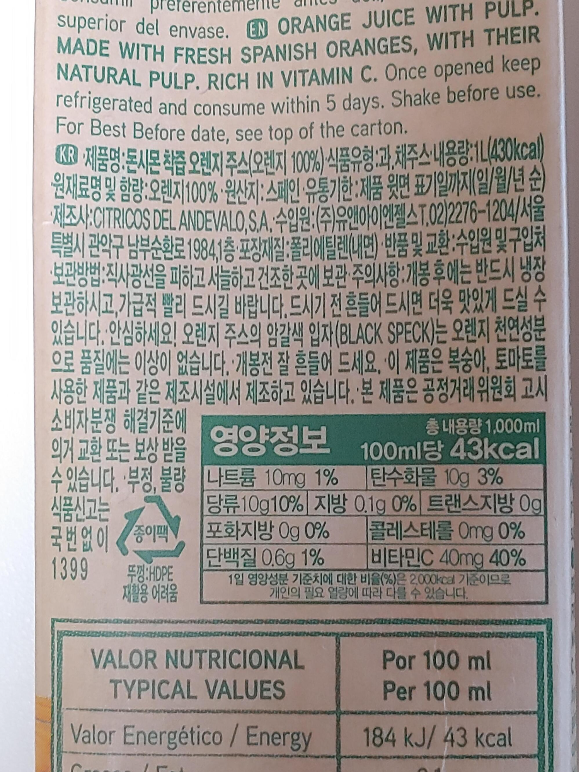 superior del envase. EN ORANGE JUICE WITH PULP.
MADE WITH FRESH SPANISH ORANGES, WITH THEIR
NATURAL PULP. RICH IN VITAMIN C. Once opened keep
refrigerated and consume within 5 days. Shake before use.
For Best Before date, see top of the carton.
KR ·제품명:돈시몬 착즙 오렌지 주스(오렌지 100%)·식품유형:과.채주스·내용량:1L(430kcal)
·원재료명 및 함량:오렌지100%·원산지:스페인·유통기한:제품 윗면 표기일까지(일/월/년 순)
·제조사:CITRICOS DEL ANDEVALO,S.A.·수입원:(주)유앤아이엔젤스 T.02)2276-1204/서울
특별시 관악구 남부순환로 1984,1층·포장재질:폴리에틸렌(내면)·반품 및 교환:수입원 및 구입처
·보관방법:직사광선을 피하고 서늘하고 건조한 곳에 보관·주의사항:개봉 후에는 반드시 냉장
보관하시고, 가급적 빨리 드시길 바랍니다. 드시기 전 흔들어 드시면 더욱 맛있게 드실 수
있습니다. 안심하세요! 오렌지 주스의 암갈색 입자(BLACK SPECK)는 오렌지 천연성분
으로 품질에는 이상이 없습니다. ·개봉전 잘 흔들어 드세요. ·이 제품은 복숭아, 토마토를
사용한 제품과 같은 제조시설에서 제조하고 있습니다. ·본 제품은 공정거래위원회 고시
소비자분쟁 해결기준에
의거 교환 또는 보상 받을
수 있습니다. ·부정, 불량
식품신고는
국번없이
1399
종이팩
뚜껑:HDPE
재활용 어려움
영양정보
총 내용량 1,000ml
100ml당 43kcal
나트륨 10mg 1% 탄수화물 10g 3%
당류 10g 10% 지방 0.1g 0% 트랜스지방 0g
포화지방 0g 0% 콜레스테롤 0mg 0%
단백질 0.6g 1% 비타민C 40mg 40%
1일 영양성분 기준치에 대한 비율(%)은 2,000kcal 기준이므로
개인의 필요 열량에 따라 다를 수 있습니다.
VALOR NUTRICIONAL Por 100 ml
TYPICAL VALUES Per 100 ml
Valor Energético / Energy 184 kJ/ 43 kcal